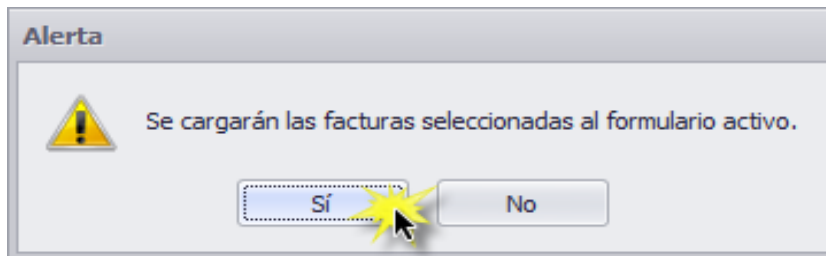 Alerta
Se cargarán las facturas seleccionadas al formulario activo.
Sí
No